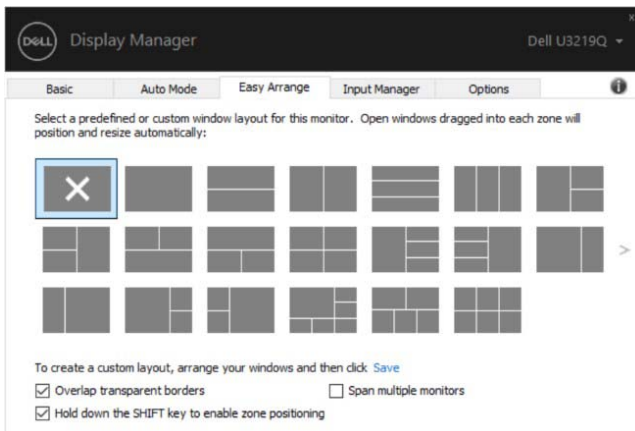 DELL Display Manager
Dell U3219Q
Basic Auto Mode Easy Arrange Input Manager Options
Select a predefined or custom window layout for this monitor. Open windows dragged into each zone will
position and resize automatically:
To create a custom layout, arrange your windows and then click Save
Overlap transparent borders
Span multiple monitors
Hold down the SHIFT key to enable zone positioning